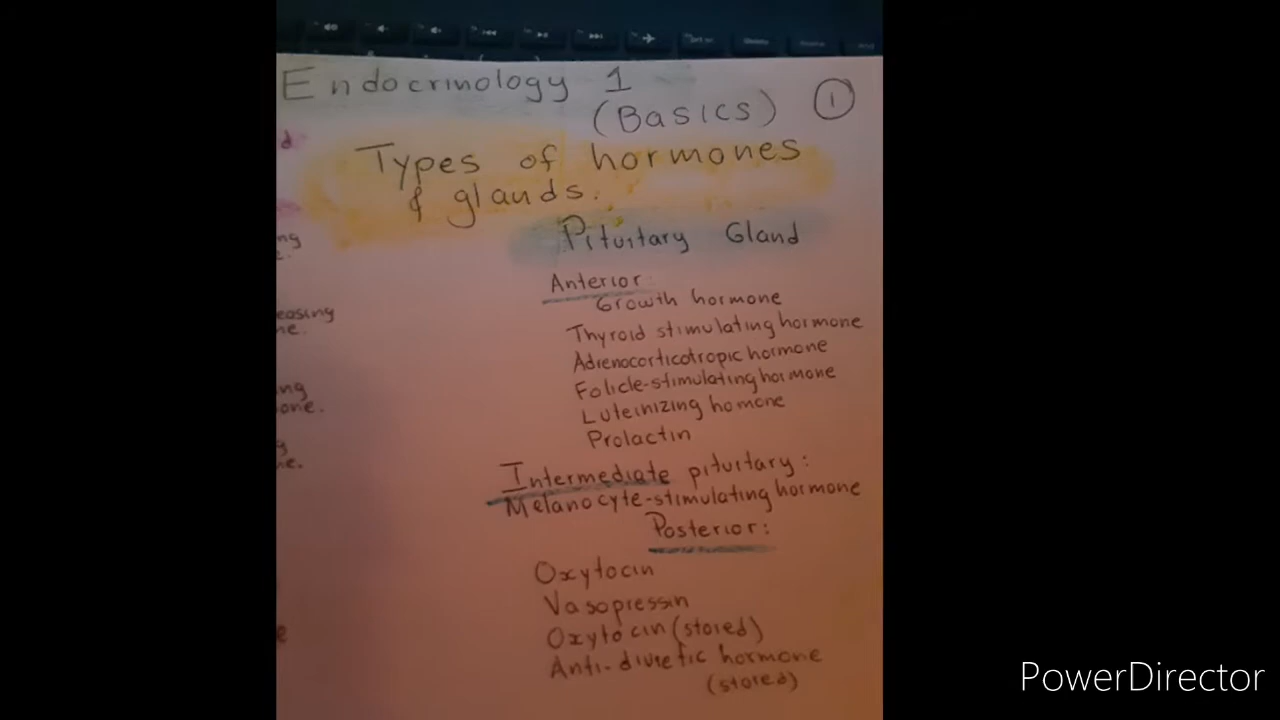 Endocrinology 1
(Basics) 1
Types of hormones
& glands.
Pituitary Gland
Anterior:
Growth hormone
Thyroid stimulating hormone
Adrenocorticotropic hormone
Folicle-stimulating hormone
Luteinizing homone
Prolactin
Intermediate pituitary:
Melanocyte-stimulating hormone
Posterior:
Oxytocin
Vasopressin
Oxytocin (stored)
Anti-diuretic hormone
(stored)
PowerDirector